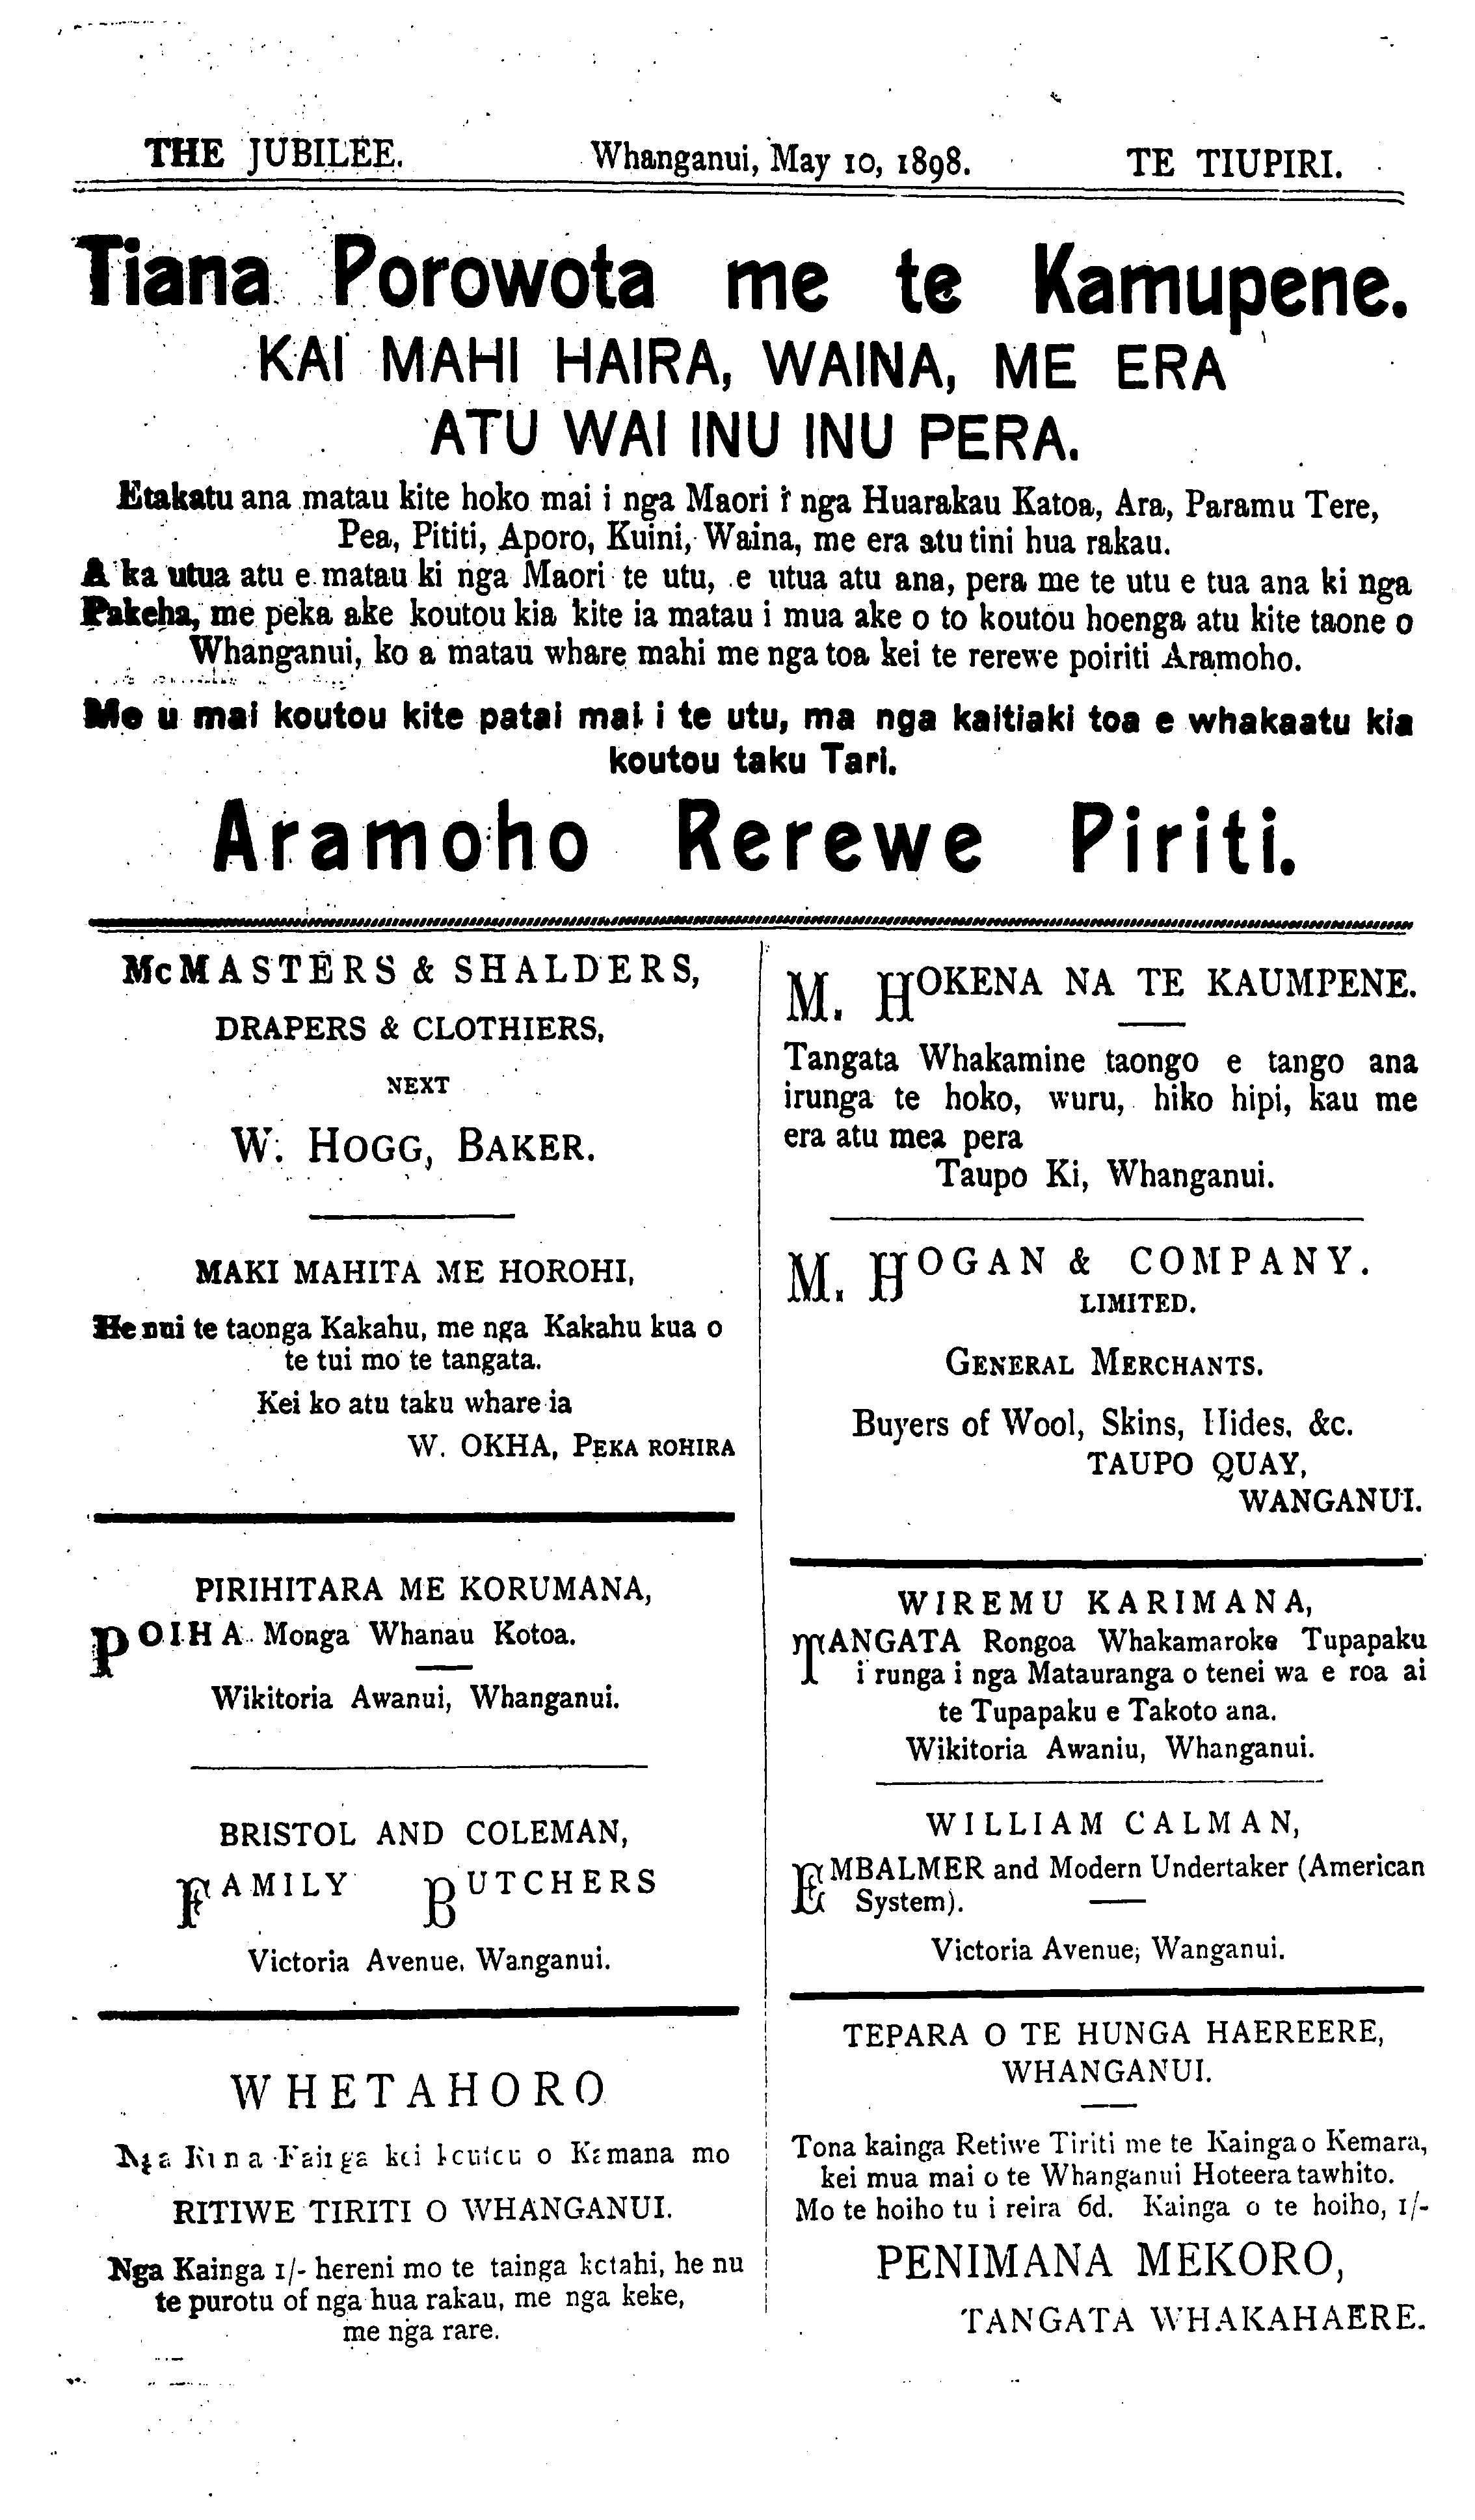 THE JUBILEE. Whanganui, May 10, 1898. TE TIUPIRI.
Tiana Porowota me te Kamupene.
KAI MAHI HAIRA, WAINA, ME ERA
ATU WAI INU INU PERA.
Etakatu ana matau kite hoko mai i nga Maori i nga Huarakau Katoa, Ara, Paramu Tere,
Pea, Pititi, Aporo, Kuini, Waina, me era atu tini hua rakau.
A ka utua atu e matau ki nga Maori te utu, e utua atu ana, pera me te utu e tua ana ki nga
Pakeha, me peka ake koutou kia kite ia matau i mua ake o to koutou hoenga atu kite taone o
Whanganui, ko a matau whare mahi me nga toa kei te rerewe poiriti Aramoho.
Me u mai koutou kite patai mai i te utu, ma nga kaitiaki toa e whakaatu kia
koutou taku Tari.
Aramoho Rerewe Piriti.
McMASTERS & SHALDERS,
DRAPERS & CLOTHIERS,
NEXT
W. HOGG, BAKER.
MAKI MAHITA ME HOROHI,
He nui te taonga Kakahu, me nga Kakahu kua o
te tui mo te tangata.
Kei ko atu taku whare ia
W. OKHA, PEKA ROHIRA
PIRIHITARA ME KORUMANA,
POIHA Monga Whanau Kotoa.
Wikitoria Awanui, Whanganui.
BRISTOL AND COLEMAN,
FAMILY BUTCHERS
Victoria Avenue, Wanganui.
WHETAHORO
Nga kei o Kamana mo
RITIWE TIRITI O WHANGANUI.
Nga Kainga 1/- hereni mo te tainga kotahi, he nu
te purotu of nga hua rakau, me nga keke,
me nga rare.
M. HOKENA NA TE KAUMPENE.
Tangata Whakamine taongo e tango ana
irunga te hoko, wuru, hiko hipi, kau me
era atu mea pera
Taupo Ki, Whanganui.
M. HOGAN & COMPANY.
LIMITED.
GENERAL MERCHANTS.
Buyers of Wool, Skins, Hides, &c.
TAUPO QUAY,
WANGANUI.
WIREMU KARIMANA,
TANGATA Rongoa Whakamaroke Tupapaku
i runga i nga Matauranga o tenei wa e roa ai
te Tupapaku e Takoto ana.
Wikitoria Awaniu, Whanganui.
WILLIAM CALMAN,
EMBALMER and Modern Undertaker (American
System).
Victoria Avenue, Wanganui.
TEPARA O TE HUNGA HAEREERE,
WHANGANUI.
Tona kainga Retiwe Tiriti me te Kainga o Kemara,
kei mua mai o te Whanganui Hoteera tawhito.
Mo te hoiho tu i reira 6d. Kainga o te hoiho, 1/-
PENIMANA MEKORO,
TANGATA WHAKAHAERE.